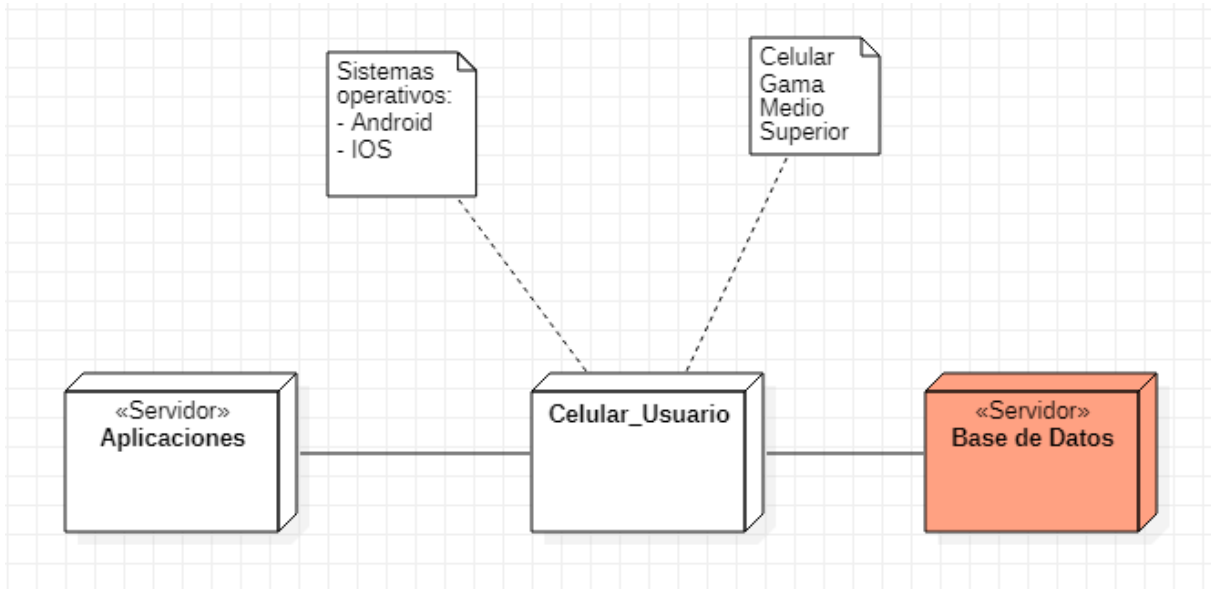 Sistemas
operativos:
- Android
- IOS
Celular
Gama
Medio
Superior
«Servidor»
Aplicaciones
Celular_Usuario
«Servidor»
Base de Datos